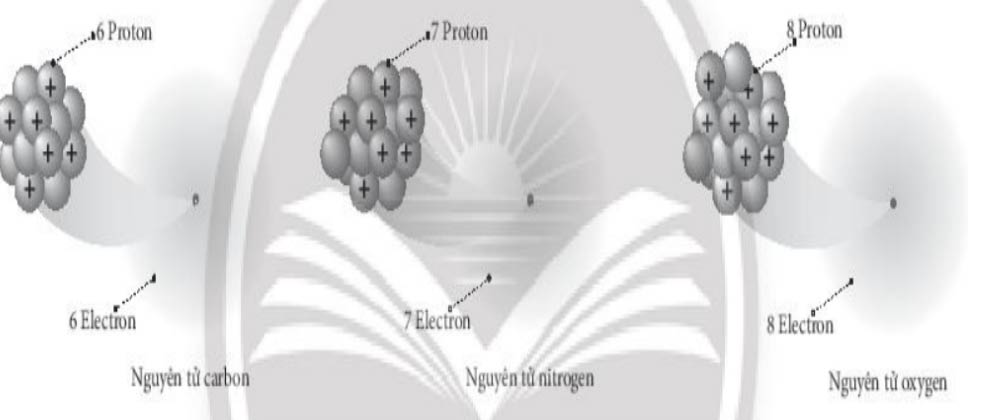 6 Proton
7 Proton
8 Proton
6 Electron
7 Electron
8 Electron
Nguyên tử carbon
Nguyên tử nitrogen
Nguyên tử oxygen